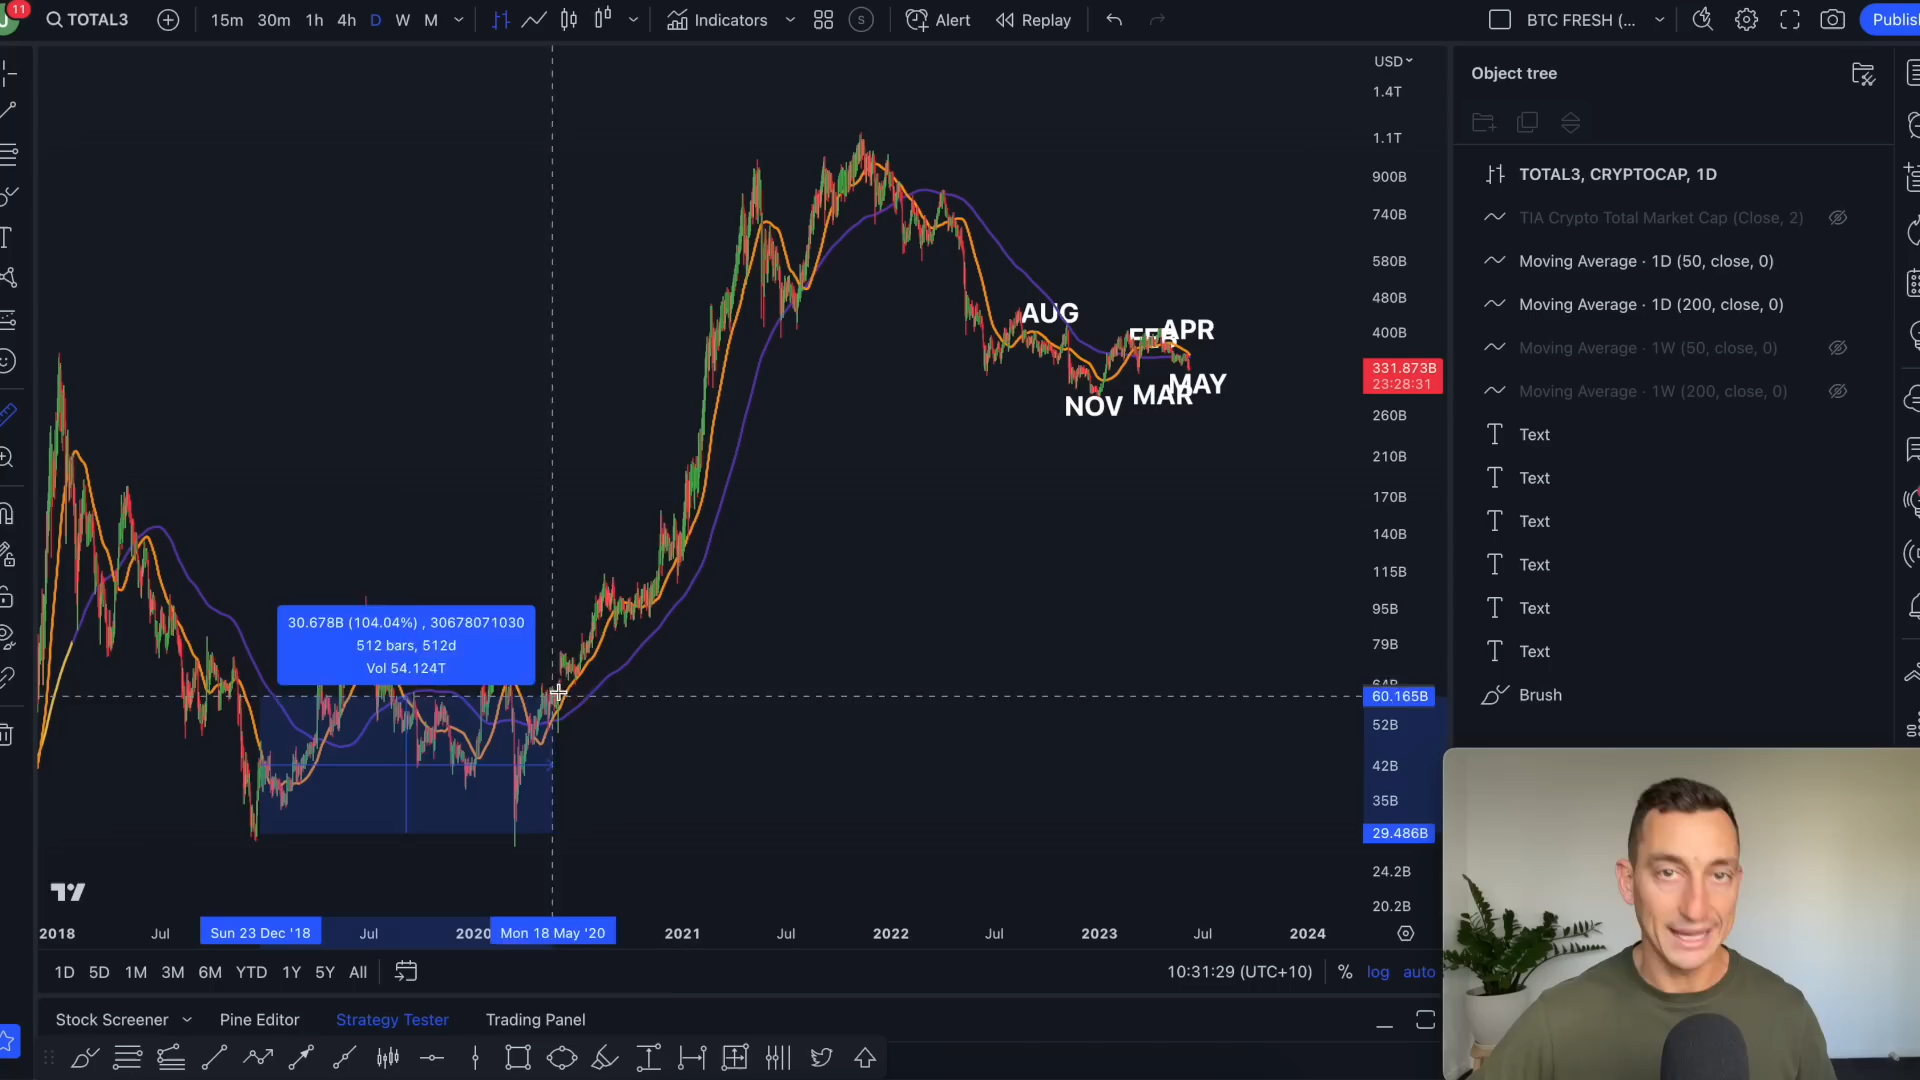 11
TOTAL3
15m 30m 1h 4h D W M
Indicators
S
Alert
Replay
BTC FRESH (...
Publis
USD
1.4T
1.1T
900B
740B
580B
480B
400B
331.873B
23:28:31
260B
210B
170B
140B
115B
95B
79B
60.165B
52B
42B
35B
29.486B
24.2B
20.2B
AUG
APR
MAY
MAR
NOV
30.678B (104.04%) , 30678071030
512 bars, 512d
Vol 54.124T
2018 Jul Sun 23 Dec '18 Jul 2020 Mon 18 May '20 2021 Jul 2022 Jul 2023 Jul 2024
1D 5D 1M 3M 6M YTD 1Y 5Y All
10:31:29 (UTC+10) % log auto
Stock Screener Pine Editor Strategy Tester Trading Panel
Object tree
TOTAL3, CRYPTOCAP, 1D
TIA Crypto Total Market Cap (Close, 2)
Moving Average · 1D (50, close, 0)
Moving Average · 1D (200, close, 0)
Moving Average · 1W (50, close, 0)
Moving Average · 1W (200, close, 0)
Text
Text
Text
Text
Text
Text
Brush